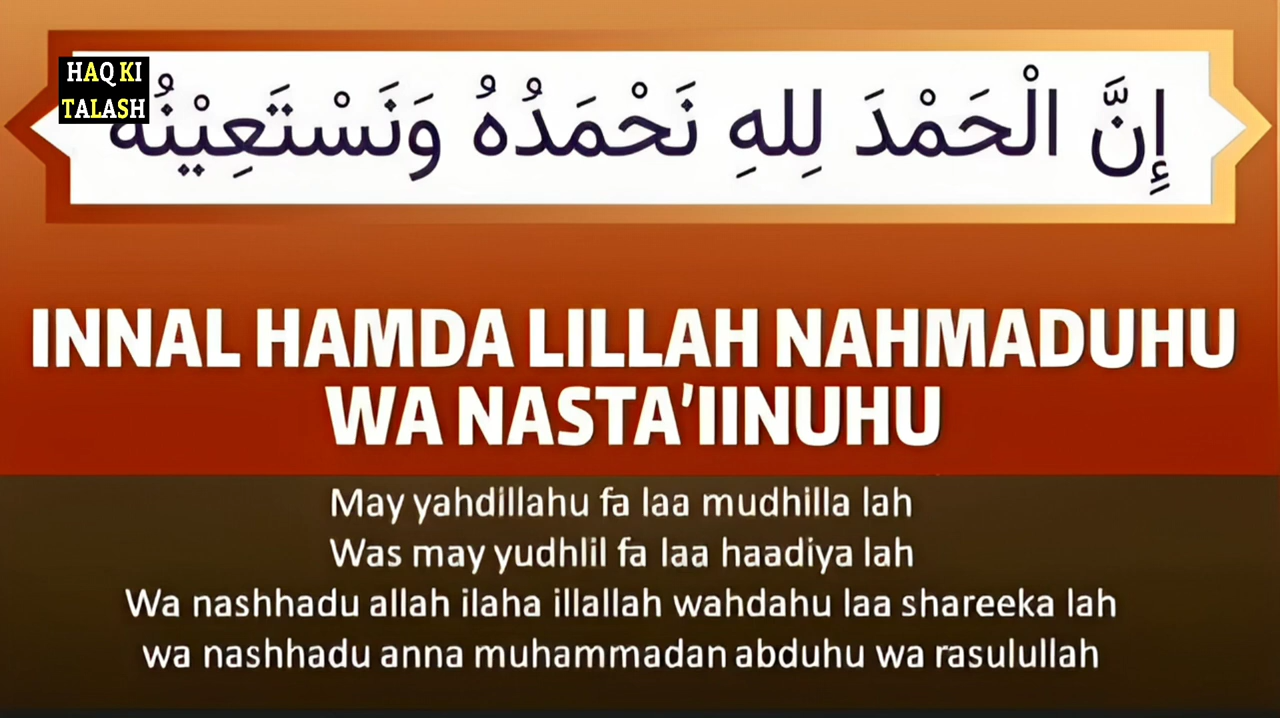 HAQ KI
TALASH
إِنَّ الْحَمْدَ لِلهِ نَحْمَدُهُ وَنَسْتَعِيْنُهُ
INNAL HAMDA LILLAH NAHMADUHU
WA NASTA'IINUHU
May yahdillahu fa laa mudhilla lah
Was may yudhlil fa laa haadiya lah
Wa nashhadu allah ilaha illallah wahdahu laa shareeka lah
wa nashhadu anna muhammadan abduhu wa rasulullah